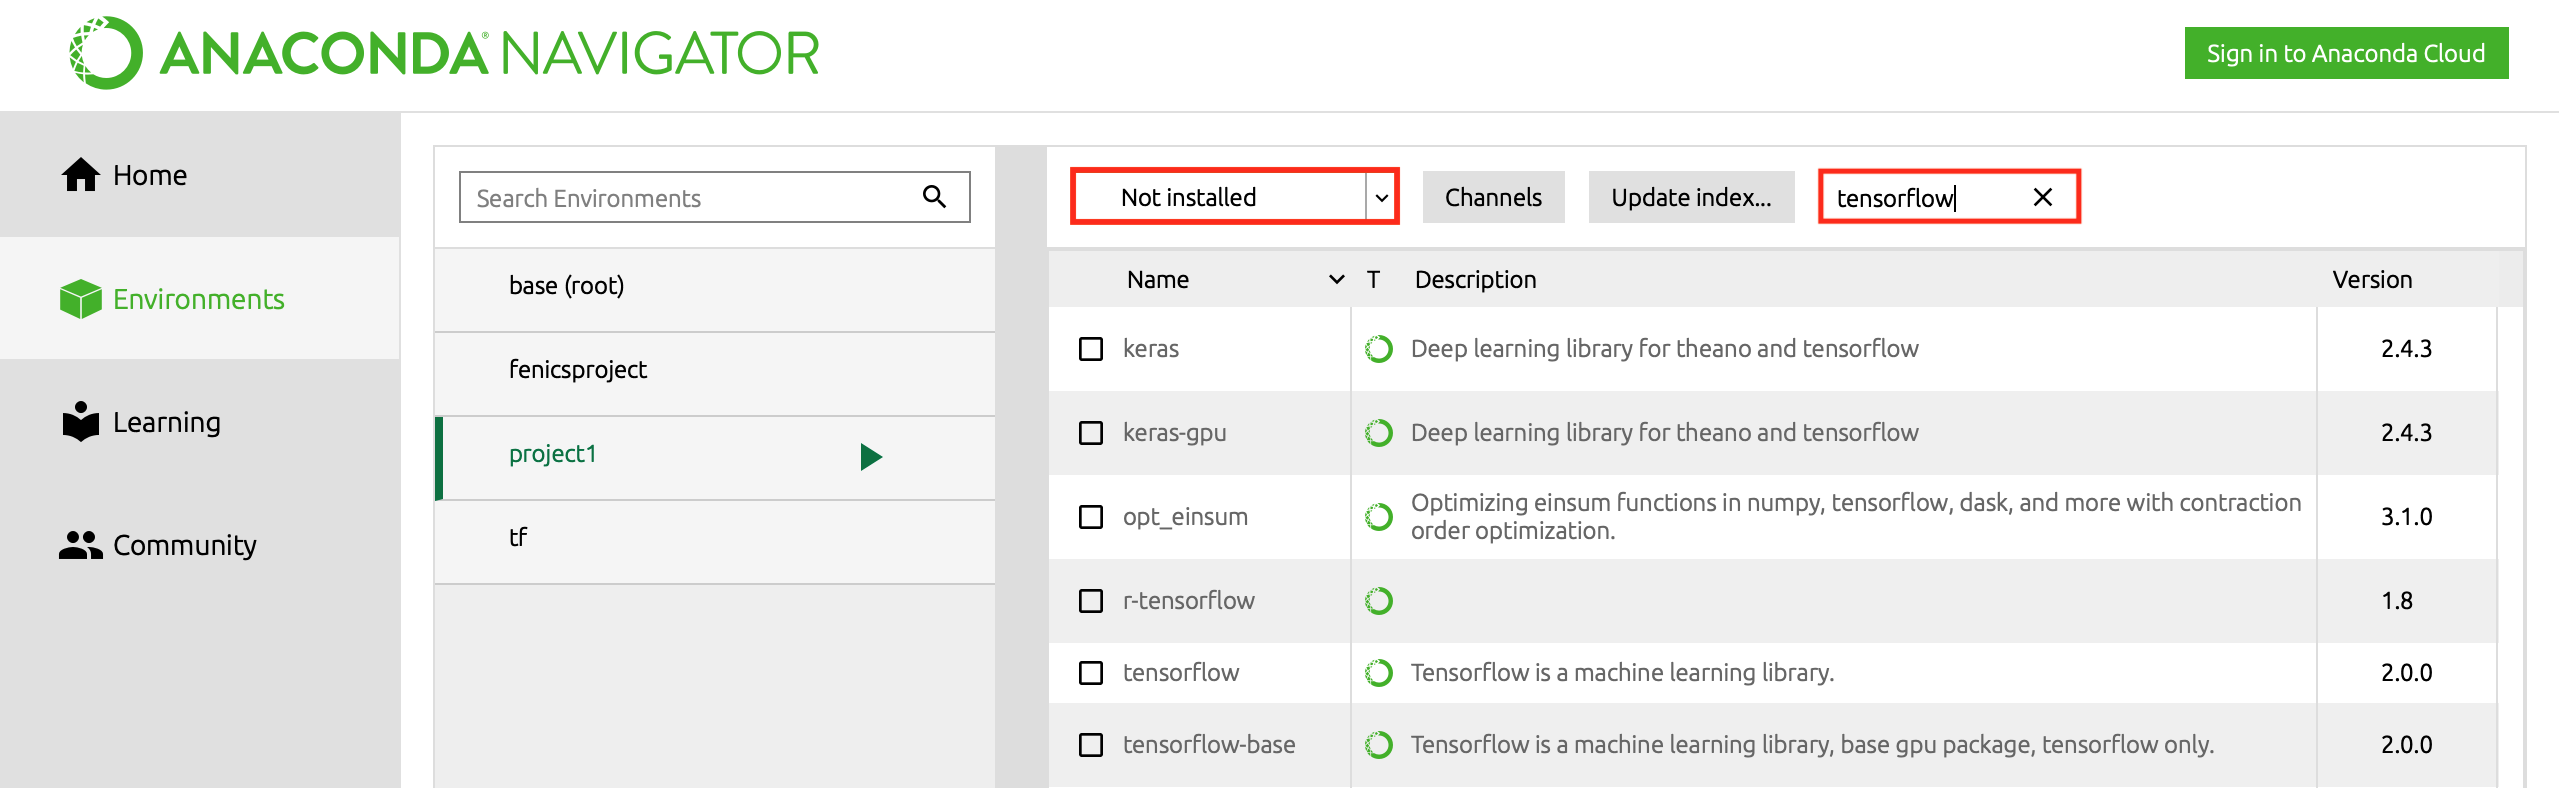 ANACONDA® NAVIGATOR
Sign in to Anaconda Cloud
Home
Environments
Learning
Community
Search Environments
base (root)
fenicsproject
project1
tf
Not installed
Channels
Update index...
tensorflow
Name T Description Version
keras Deep learning library for theano and tensorflow 2.4.3
keras-gpu Deep learning library for theano and tensorflow 2.4.3
opt_einsum Optimizing einsum functions in numpy, tensorflow, dask, and more with contraction
order optimization. 3.1.0
r-tensorflow 1.8
tensorflow Tensorflow is a machine learning library. 2.0.0
tensorflow-base Tensorflow is a machine learning library, base gpu package, tensorflow only. 2.0.0